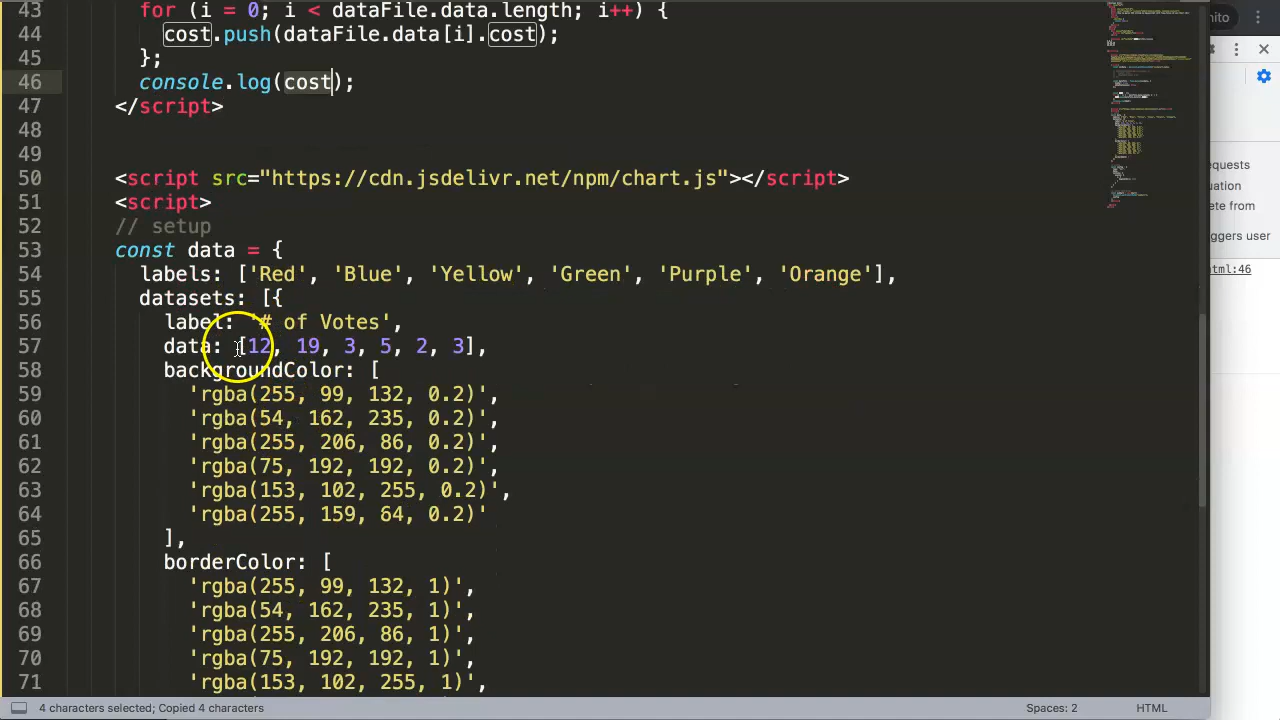 43 for (i = 0; i < dataFile.data.length; i++) {
44 cost.push(dataFile.data[i].cost);
45 };
46 console.log(cost);
47 </script>
48
49
50 <script src="https://cdn.jsdelivr.net/npm/chart.js"></script>
51 <script>
52 // setup
53 const data = {
54 labels: ['Red', 'Blue', 'Yellow', 'Green', 'Purple', 'Orange'],
55 datasets: [{
56 label: '# of Votes',
57 data: [12, 19, 3, 5, 2, 3],
58 backgroundColor: [
59 'rgba(255, 99, 132, 0.2)',
60 'rgba(54, 162, 235, 0.2)',
61 'rgba(255, 206, 86, 0.2)',
62 'rgba(75, 192, 192, 0.2)',
63 'rgba(153, 102, 255, 0.2)',
64 'rgba(255, 159, 64, 0.2)'
65 ],
66 borderColor: [
67 'rgba(255, 99, 132, 1)',
68 'rgba(54, 162, 235, 1)',
69 'rgba(255, 206, 86, 1)',
70 'rgba(75, 192, 192, 1)',
71 'rgba(153, 102, 255, 1)',
4 characters selected; Copied 4 characters
Spaces: 2
HTML
nito
equests
uation
ete from
ggers user
tml:46